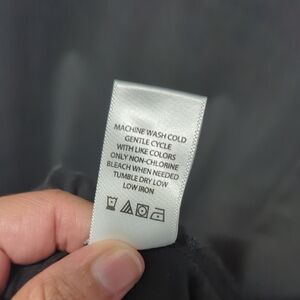 MACHINE WASH COLD
GENTLE CYCLE
WITH LIKE COLORS
ONLY NON-CHLORINE
BLEACH WHEN NEEDED
TUMBLE DRY LOW
LOW IRON